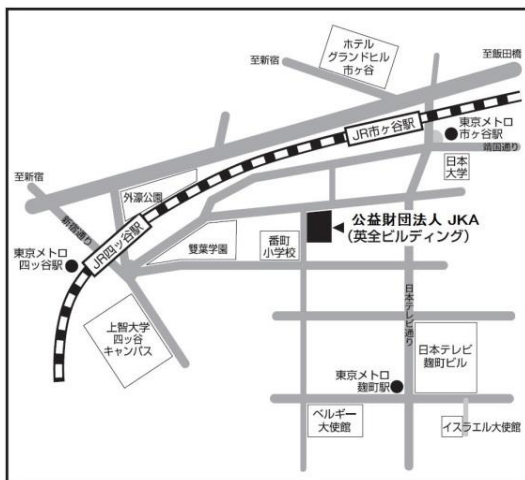 ホテル
グランドヒル
市ヶ谷
至新宿
至飯田橋
JR市ヶ谷駅
東京メトロ
市ヶ谷駅
靖国通り
日本
大学
至新宿
外濠公園
新宿通り
JR四ッ谷駅
東京メトロ
四ッ谷駅
雙葉学園
番町
小学校
公益財団法人 JKA
(英全ビルディング)
上智大学
四ッ谷
キャンパス
日本テレビ通り
日本テレビ
麹町ビル
東京メトロ
麹町駅
ベルギー
大使館
イスラエル大使館